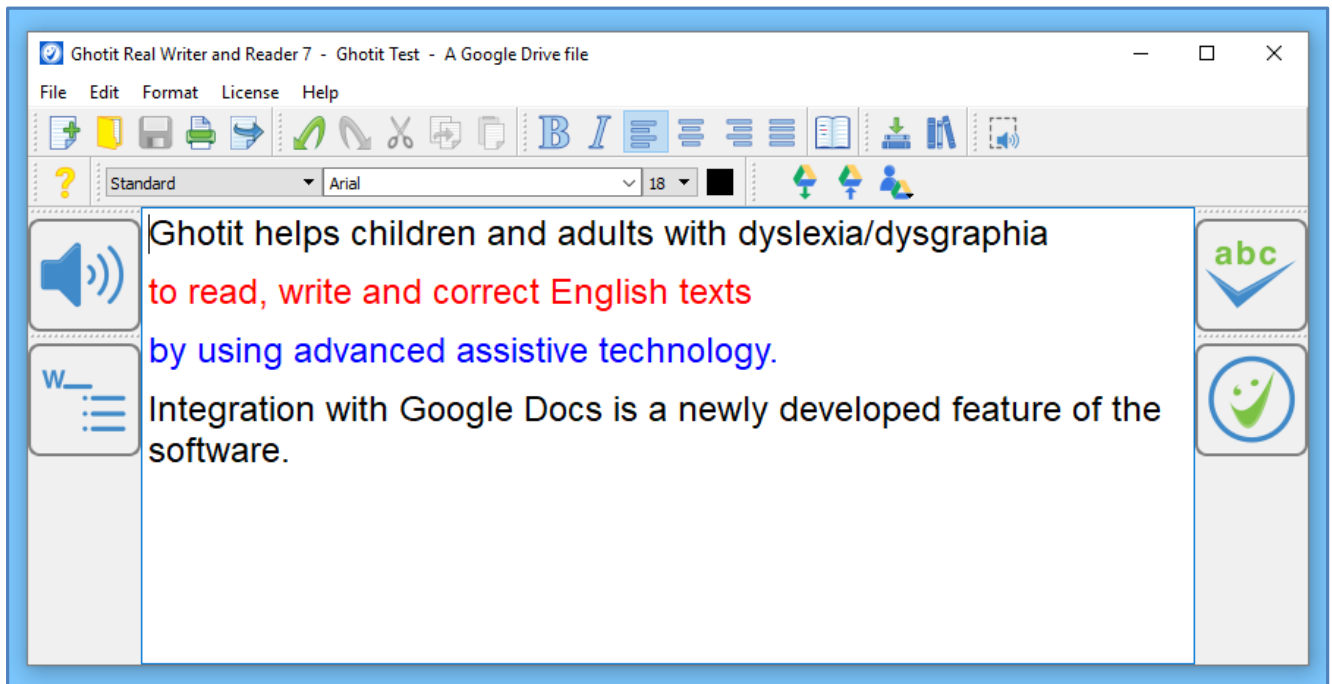 Ghotit Real Writer and Reader 7 - Ghotit Test - A Google Drive file
File Edit Format License Help
B I
? Standard Arial 18
abc
W
Ghotit helps children and adults with dyslexia/dysgraphia
to read, write and correct English texts
by using advanced assistive technology.
Integration with Google Docs is a newly developed feature of the
software.